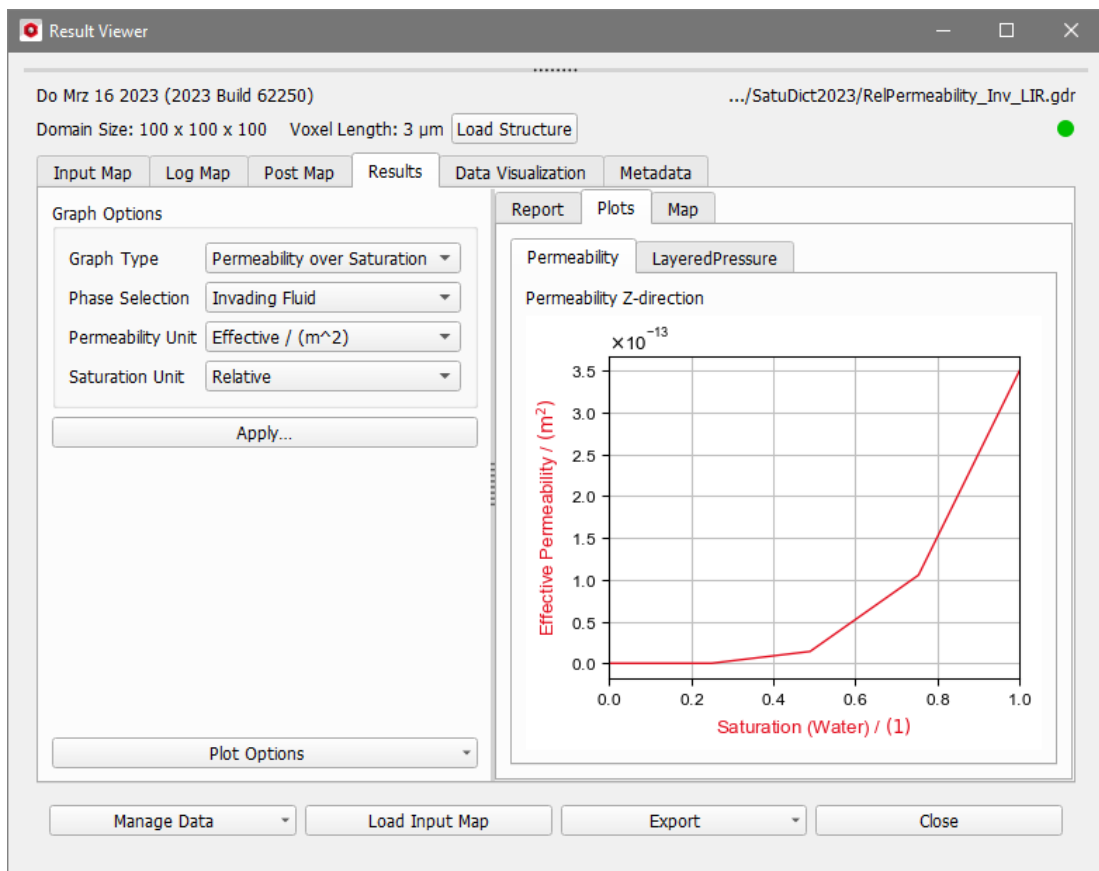 Result Viewer
Do Mrz 16 2023 (2023 Build 62250)
.../SatuDict2023/RelPermeability_Inv_LIR.gdr
Domain Size: 100 x 100 x 100 Voxel Length: 3 µm Load Structure
Input Map Log Map Post Map Results Data Visualization Metadata
Graph Options
Graph Type Permeability over Saturation
Phase Selection Invading Fluid
Permeability Unit Effective / (m^2)
Saturation Unit Relative
Apply...
Plot Options
Report Plots Map
Permeability LayeredPressure
Permeability Z-direction
×10⁻¹³
3.5
3.0
2.5
2.0
1.5
1.0
0.5
0.0
Effective Permeability / (m²)
0.0 0.2 0.4 0.6 0.8 1.0
Saturation (Water) / (1)
Manage Data Load Input Map Export Close